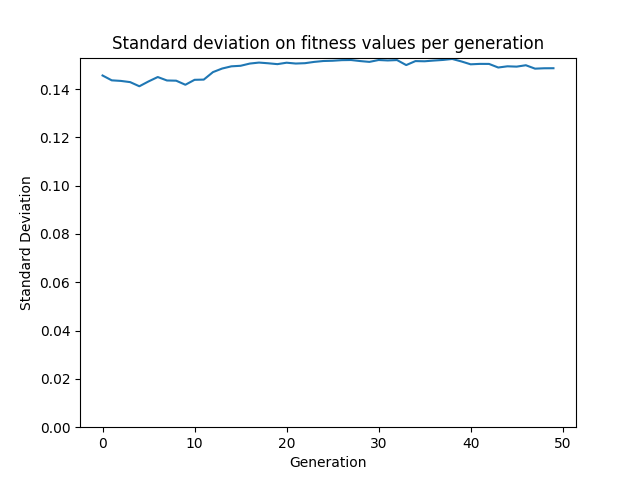 Standard deviation on fitness values per generation
0.14
0.12
0.10
0.08
0.06
0.04
0.02
0.00
Standard Deviation
0 10 20 30 40 50
Generation